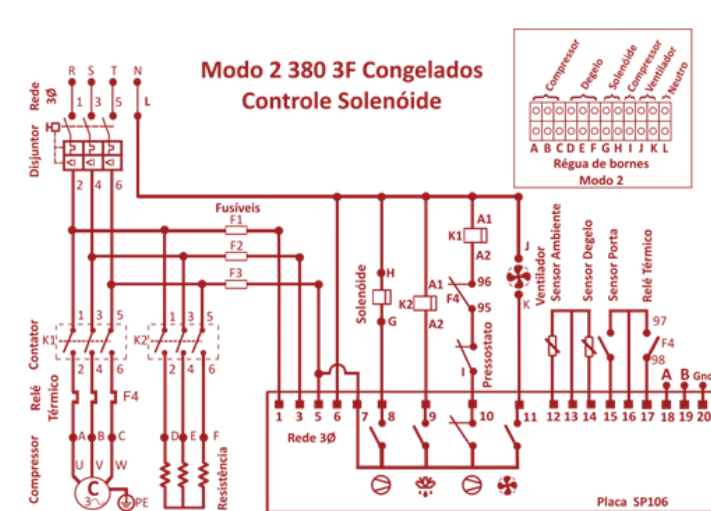 Modo 2 380 3F Congelados
Controle Solenóide
Compressor
Degelo
Solenóide
Compressor
Ventilador
Neutro
A B C D E F G H I J K L
Régua de bornes
Modo 2
R S T N
Rede
3Ø
1 3 5 L
Disjuntor
H
2 4 6
Fusíveis
F1
F2
F3
Contator
K1
1 3 5
2 4 6
K2
1 3 5
2 4 6
Relé
Térmico
F4
Compressor
A B C
U V W
C
3
PE
D E F
Resistência
Solenóide
H
G
K2
A1
A2
K1
A1
A2
96
F4
95
Pressostato
I
J
K
Ventilador
Sensor Ambiente
Sensor Degelo
Sensor Porta
Relé Térmico
97
F4
98
A B Gnd
1 3 5 6 7 8 9 10 11 12 13 14 15 16 17 18 19 20
Rede 3Ø
Placa SP106